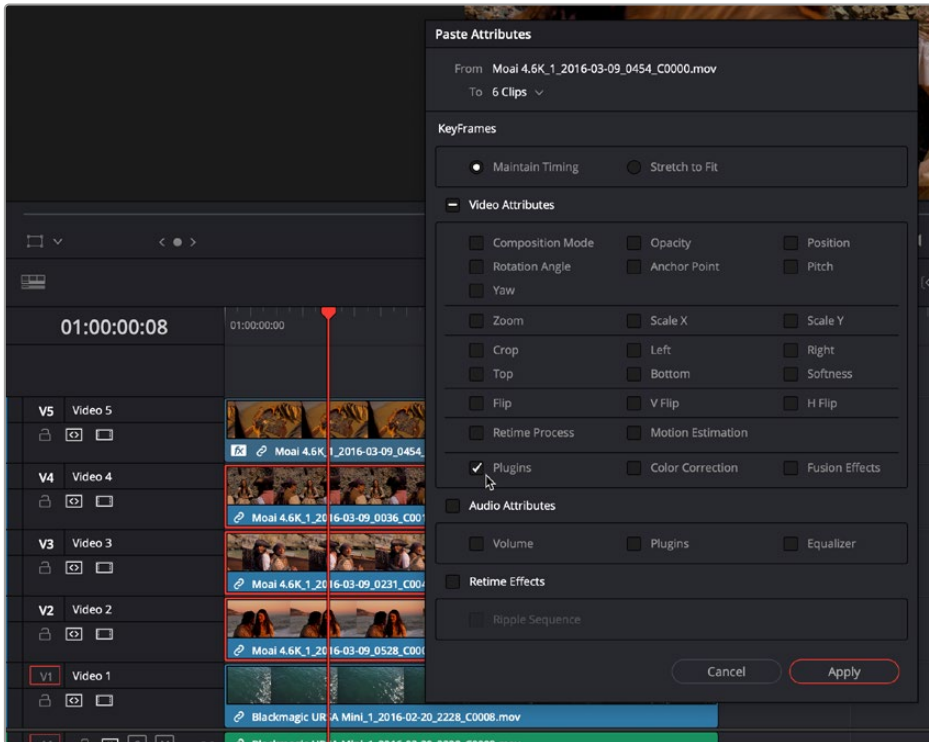 Paste Attributes
From Moai 4.6K_1_2016-03-09_0454_C0000.mov
To 6 Clips
KeyFrames
Maintain Timing Stretch to Fit
Video Attributes
Composition Mode Opacity Position
Rotation Angle Anchor Point Pitch
Yaw
Zoom Scale X Scale Y
Crop Left Right
Top Bottom Softness
Flip V Flip H Flip
Retime Process Motion Estimation
Plugins Color Correction Fusion Effects
Audio Attributes
Volume Plugins Equalizer
Retime Effects
Ripple Sequence
Cancel Apply
01:00:00:08 01:00:00:00
V5 Video 5
fx Moai 4.6K_1_2016-03-09_0454_
V4 Video 4
Moai 4.6K_1_2016-03-09_0036_C001
V3 Video 3
Moai 4.6K_1_2016-03-09_0231_C004
V2 Video 2
Moai 4.6K_1_2016-03-09_0528_C000
V1 Video 1
Blackmagic URSA Mini_1_2016-02-20_2228_C0008.mov